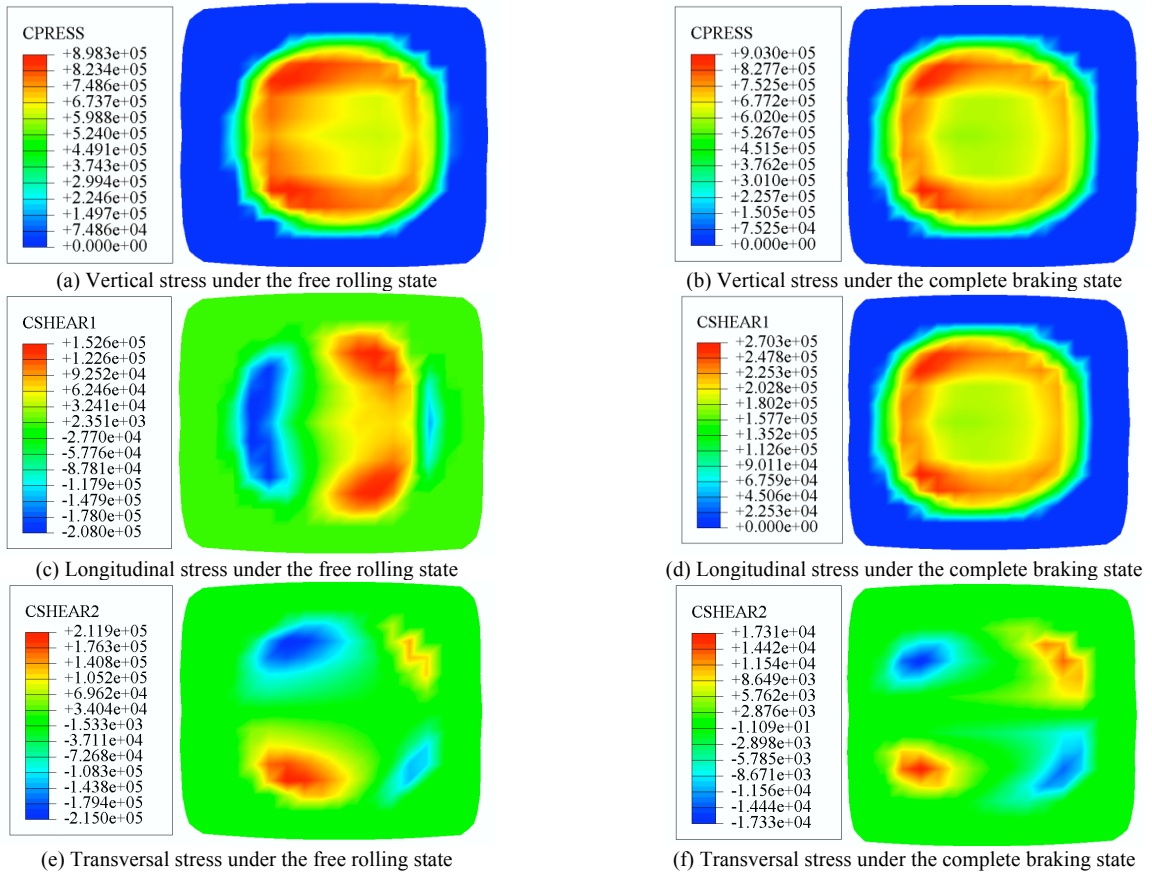 CPRESS
+8.983e+05
+8.234e+05
+7.486e+05
+6.737e+05
+5.988e+05
+5.240e+05
+4.491e+05
+3.743e+05
+2.994e+05
+2.246e+05
+1.497e+05
+7.486e+04
+0.000e+00
(a) Vertical stress under the free rolling state
CPRESS
+9.030e+05
+8.277e+05
+7.525e+05
+6.772e+05
+6.020e+05
+5.267e+05
+4.515e+05
+3.762e+05
+3.010e+05
+2.257e+05
+1.505e+05
+7.525e+04
+0.000e+00
(b) Vertical stress under the complete braking state
CSHEAR1
+1.526e+05
+1.226e+05
+9.252e+04
+6.246e+04
+3.241e+04
+2.351e+03
-2.770e+04
-5.776e+04
-8.781e+04
-1.179e+05
-1.479e+05
-1.780e+05
-2.080e+05
(c) Longitudinal stress under the free rolling state
CSHEAR1
+2.703e+05
+2.478e+05
+2.253e+05
+2.028e+05
+1.802e+05
+1.577e+05
+1.352e+05
+1.126e+05
+9.011e+04
+6.759e+04
+4.506e+04
+2.253e+04
+0.000e+00
(d) Longitudinal stress under the complete braking state
CSHEAR2
+2.119e+05
+1.763e+05
+1.408e+05
+1.052e+05
+6.962e+04
+3.404e+04
-1.533e+03
-3.711e+04
-7.268e+04
-1.083e+05
-1.438e+05
-1.794e+05
-2.150e+05
(e) Transversal stress under the free rolling state
CSHEAR2
+1.731e+04
+1.442e+04
+1.154e+04
+8.649e+03
+5.762e+03
+2.876e+03
-1.109e+01
-2.898e+03
-5.785e+03
-8.671e+03
-1.156e+04
-1.444e+04
-1.733e+04
(f) Transversal stress under the complete braking state